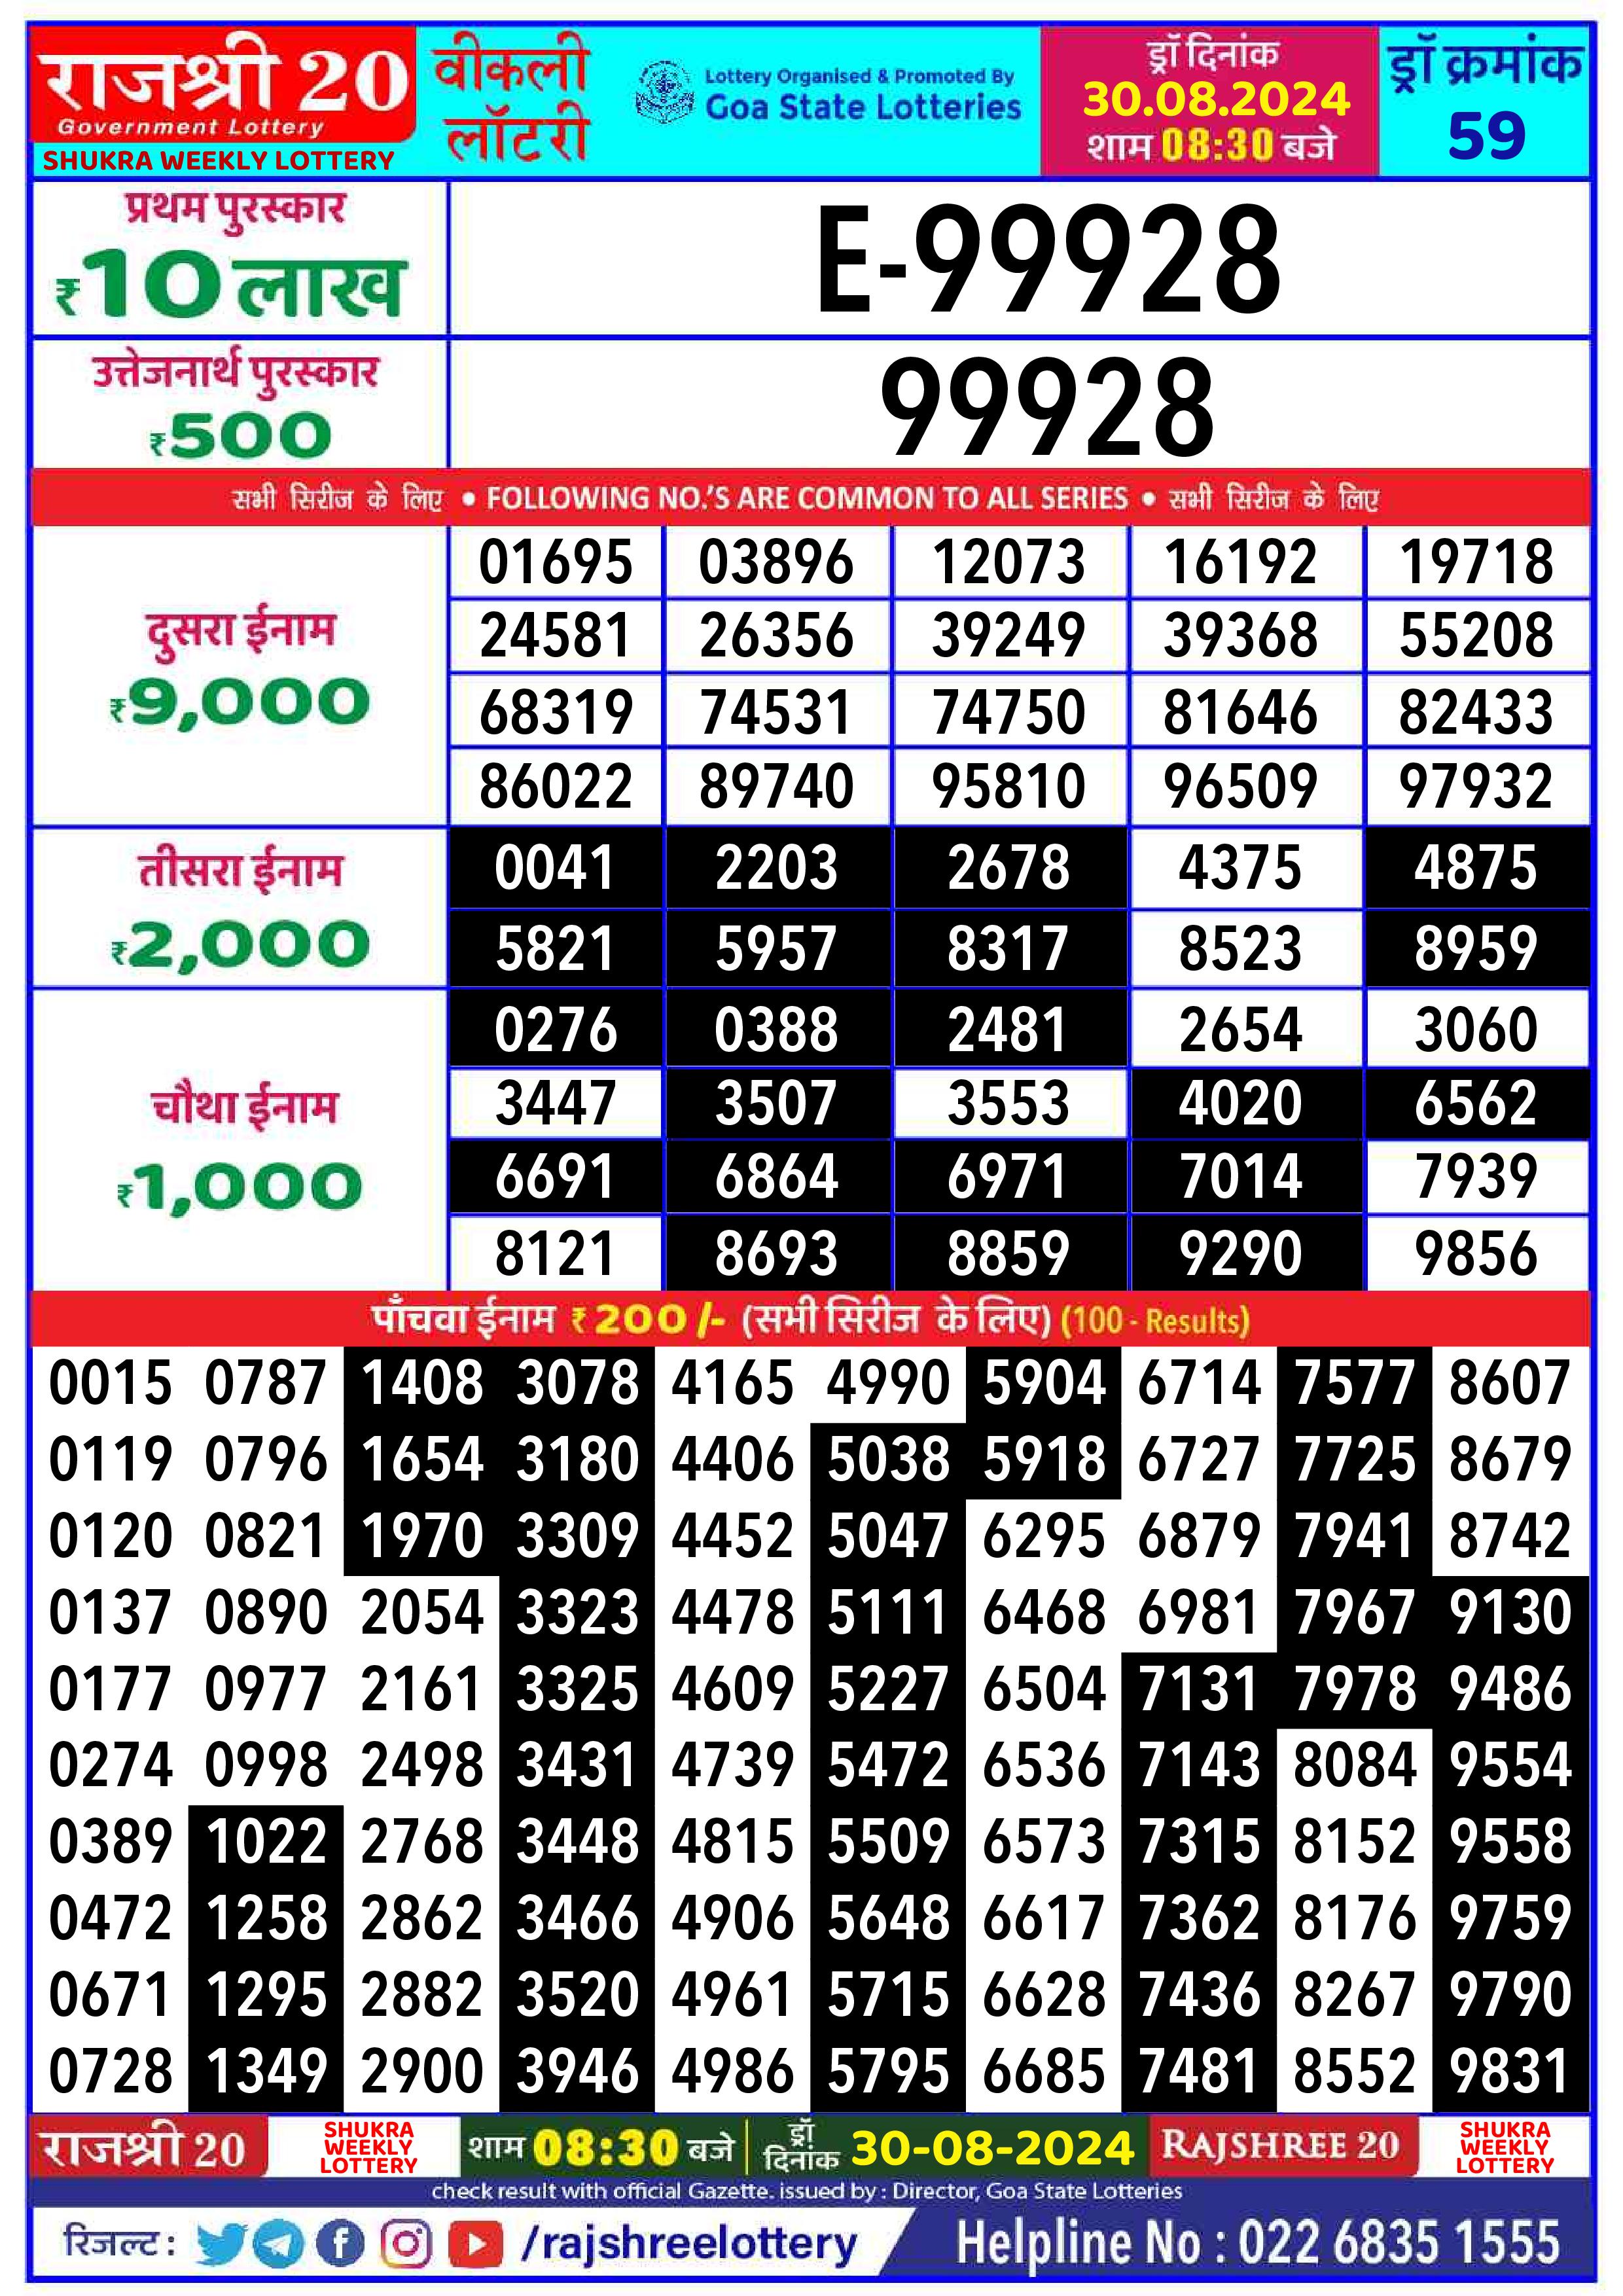 राजश्री 20
Government Lottery
SHUKRA WEEKLY LOTTERY
वीकली
लॉटरी
Lottery Organised & Promoted By
Goa State Lotteries
ड्रॉ दिनांक
30.08.2024
शाम 08:30 बजे
ड्रॉ क्रमांक
59
प्रथम पुरस्कार
₹10 लाख
E-99928
उत्तेजनार्थ पुरस्कार
₹500
99928
सभी सिरीज के लिए • FOLLOWING NO.'S ARE COMMON TO ALL SERIES • सभी सिरीज के लिए
दुसरा ईनाम
₹9,000
01695 03896 12073 16192 19718
24581 26356 39249 39368 55208
68319 74531 74750 81646 82433
86022 89740 95810 96509 97932
तीसरा ईनाम
₹2,000
0041 2203 2678 4375 4875
5821 5957 8317 8523 8959
चौथा ईनाम
₹1,000
0276 0388 2481 2654 3060
3447 3507 3553 4020 6562
6691 6864 6971 7014 7939
8121 8693 8859 9290 9856
पाँचवा ईनाम ₹200/- (सभी सिरीज के लिए) (100 - Results)
0015 0787 1408 3078 4165 4990 5904 6714 7577 8607
0119 0796 1654 3180 4406 5038 5918 6727 7725 8679
0120 0821 1970 3309 4452 5047 6295 6879 7941 8742
0137 0890 2054 3323 4478 5111 6468 6981 7967 9130
0177 0977 2161 3325 4609 5227 6504 7131 7978 9486
0274 0998 2498 3431 4739 5472 6536 7143 8084 9554
0389 1022 2768 3448 4815 5509 6573 7315 8152 9558
0472 1258 2862 3466 4906 5648 6617 7362 8176 9759
0671 1295 2882 3520 4961 5715 6628 7436 8267 9790
0728 1349 2900 3946 4986 5795 6685 7481 8552 9831
राजश्री 20
SHUKRA
WEEKLY
LOTTERY
शाम 08:30 बजे
ड्रॉ
दिनांक 30-08-2024
RAJSHREE 20
SHUKRA
WEEKLY
LOTTERY
check result with official Gazette. issued by : Director, Goa State Lotteries
रिजल्ट : /rajshreelottery
Helpline No : 022 6835 1555